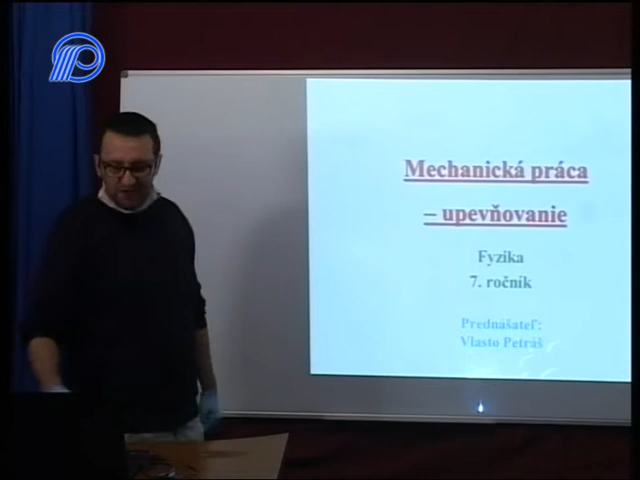 Mechanická práca
– upevňovanie
Fyzika
7. ročník
Prednášateľ:
Vlasto Petráš